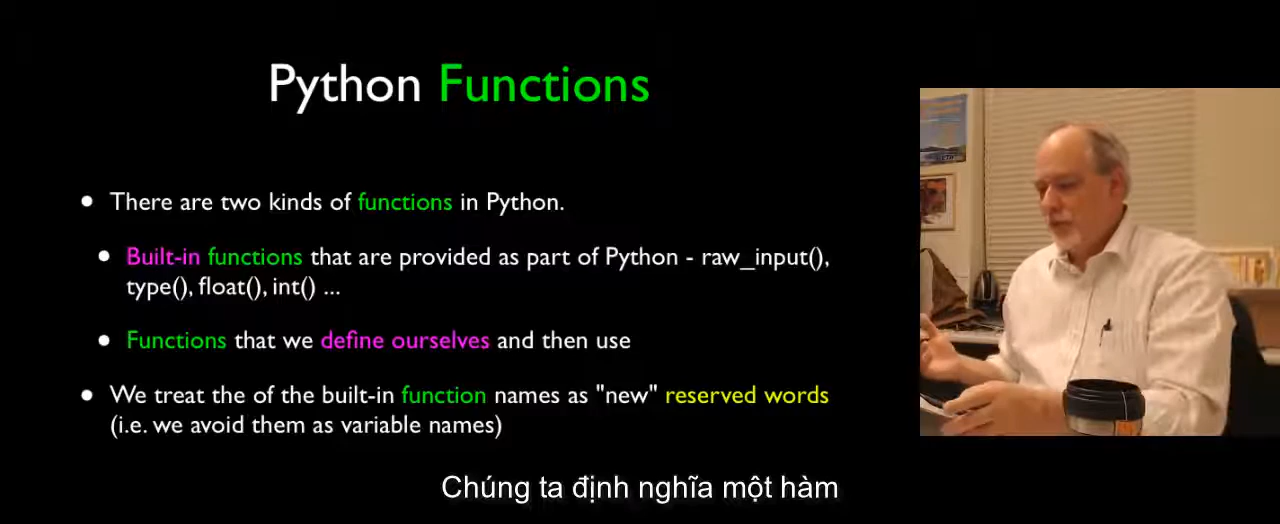 Python Functions
• There are two kinds of functions in Python.
• Built-in functions that are provided as part of Python - raw_input(),
type(), float(), int() ...
• Functions that we define ourselves and then use
• We treat the of the built-in function names as "new" reserved words
(i.e. we avoid them as variable names)
Chúng ta định nghĩa một hàm